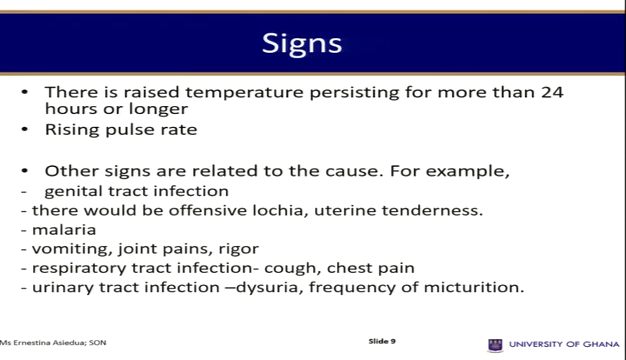 Signs
• There is raised temperature persisting for more than 24
hours or longer
• Rising pulse rate
• Other signs are related to the cause. For example,
- genital tract infection
- there would be offensive lochia, uterine tenderness.
- malaria
- vomiting, joint pains, rigor
- respiratory tract infection- cough, chest pain
- urinary tract infection –dysuria, frequency of micturition.
Ms Ernestina Asiedua; SON
Slide 9
UNIVERSITY OF GHANA